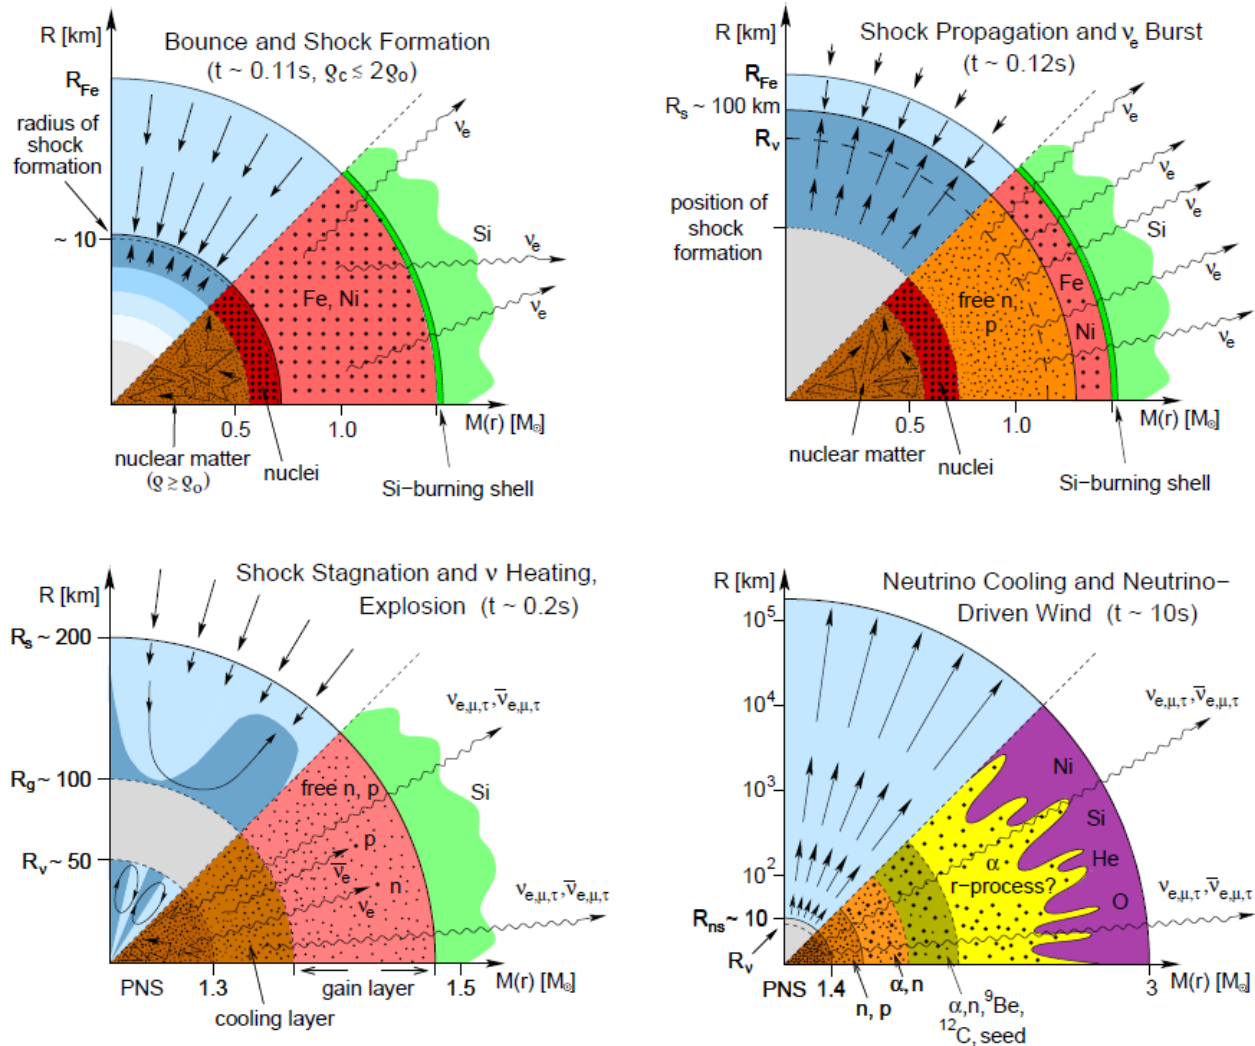 R [km]
Bounce and Shock Formation
(t ~ 0.11s, ϱc ≲ 2ϱo)
RFe
radius of
shock
formation
~ 10
νe
Si
νe
Fe, Ni
νe
0.5
1.0
M(r) [M☉]
nuclear matter
(ϱ ≳ ϱo)
nuclei
Si−burning shell
R [km]
Shock Propagation and νe Burst
(t ~ 0.12s)
RFe
Rs ~ 100 km
Rν
νe
νe
position of
shock
formation
Si
νe
Fe
free n,
p
Ni
νe
0.5
1.0
M(r) [M☉]
nuclear matter
nuclei
Si−burning shell
R [km]
Shock Stagnation and ν Heating,
Explosion (t ~ 0.2s)
Rs ~ 200
νe,μ,τ, ν̄e,μ,τ
Rg ~ 100
free n, p
Si
p
Rν ~ 50
ν̄e
n
νe
νe,μ,τ, ν̄e,μ,τ
PNS
1.3
gain layer
1.5
M(r) [M☉]
cooling layer
R [km]
Neutrino Cooling and Neutrino−
Driven Wind (t ~ 10s)
10⁵
10⁴
νe,μ,τ, ν̄e,μ,τ
Ni
10³
Si
α
He
10²
r−process?
νe,μ,τ, ν̄e,μ,τ
O
Rns ~ 10
Rν
PNS
1.4
α, n
3
M(r) [M☉]
n, p
α, n, ⁹Be,
¹²C, seed